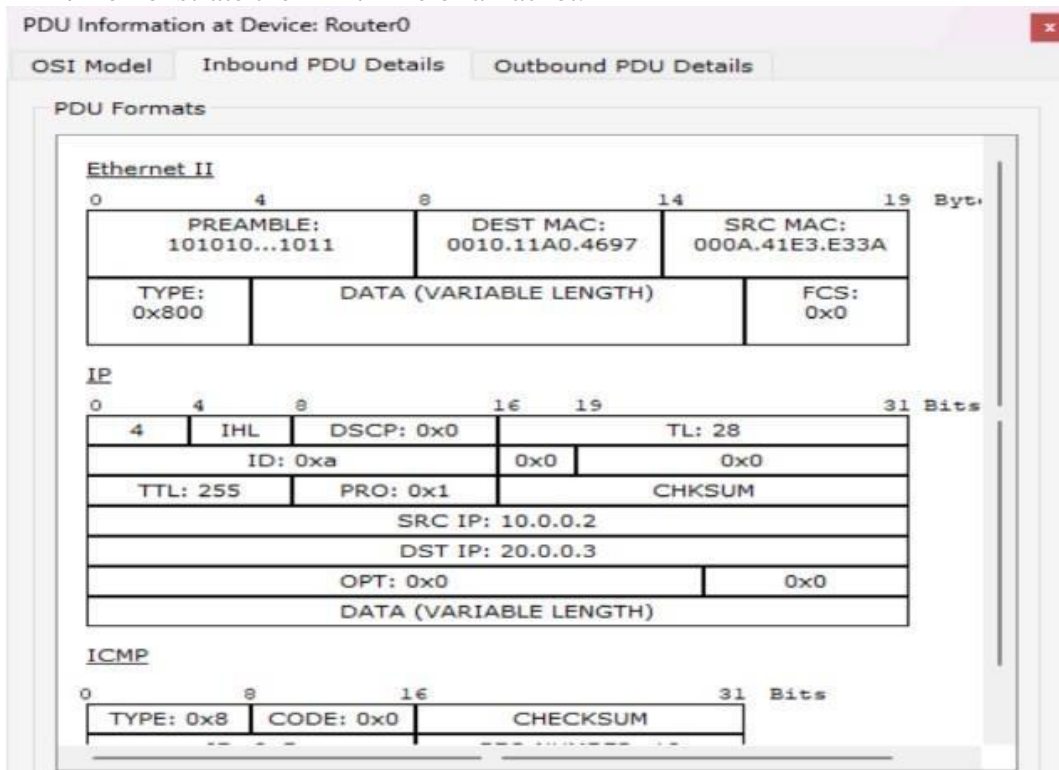 PDU Information at Device: Router0
x
OSI Model Inbound PDU Details Outbound PDU Details
PDU Formats
Ethernet II
0 4 8 14 19
PREAMBLE: DEST MAC: SRC MAC:
101010...1011 0010.11A0.4697 000A.41E3.E33A
TYPE: DATA (VARIABLE LENGTH) FCS:
0x800 0x0
IP
0 4 8 16 19 31 Bits
4 IHL DSCP: 0x0 TL: 28
ID: 0xa 0x0 0x0
TTL: 255 PRO: 0x1 CHKSUM
SRC IP: 10.0.0.2
DST IP: 20.0.0.3
OPT: 0x0 0x0
DATA (VARIABLE LENGTH)
ICMP
0 8 16 31 Bits
TYPE: 0x8 CODE: 0x0 CHECKSUM